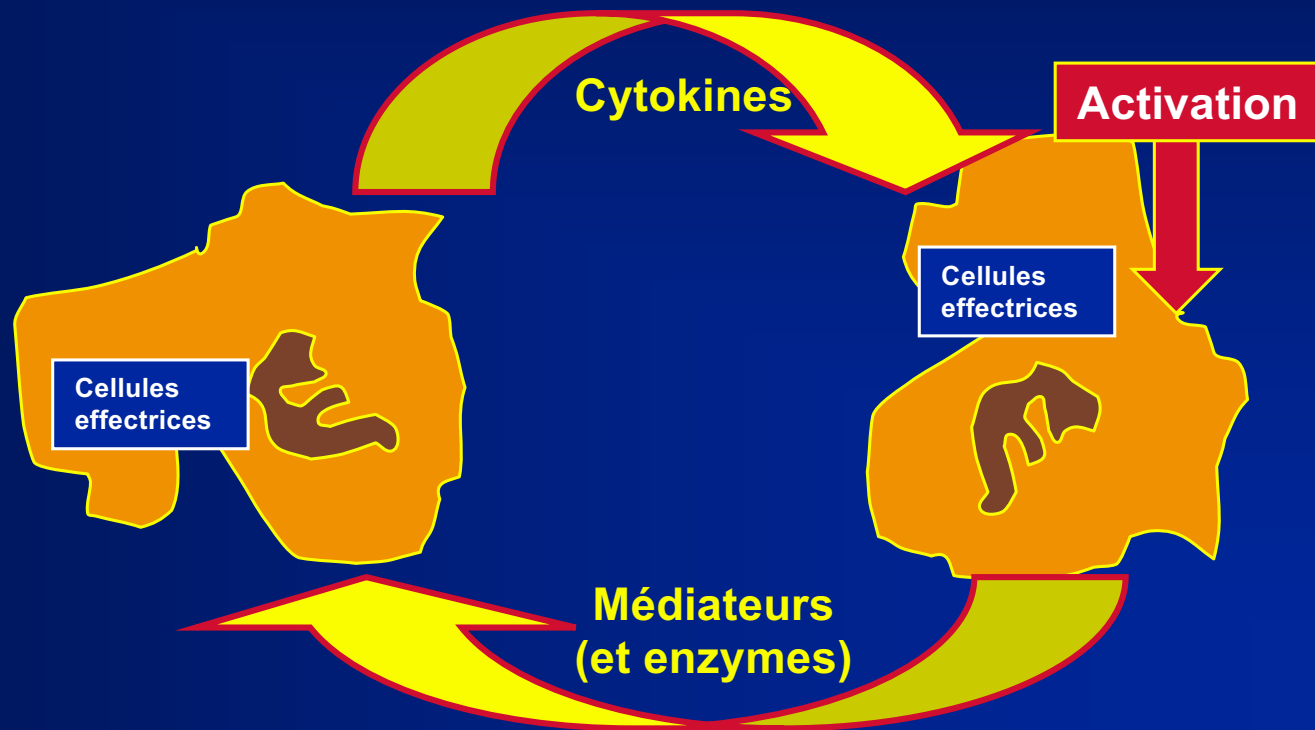 Cytokines
Activation
Cellules
effectrices
Cellules
effectrices
Médiateurs
(et enzymes)